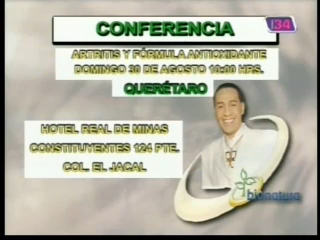 CONFERENCIA
134
ARTRITIS Y FÓRMULA ANTIOXIDANTE
DOMINGO 30 DE AGOSTO 10:00 HRS.
QUERÉTARO
HOTEL REAL DE MINAS
CONSTITUYENTES 124 PTE.
COL. EL JACAL
bionatura